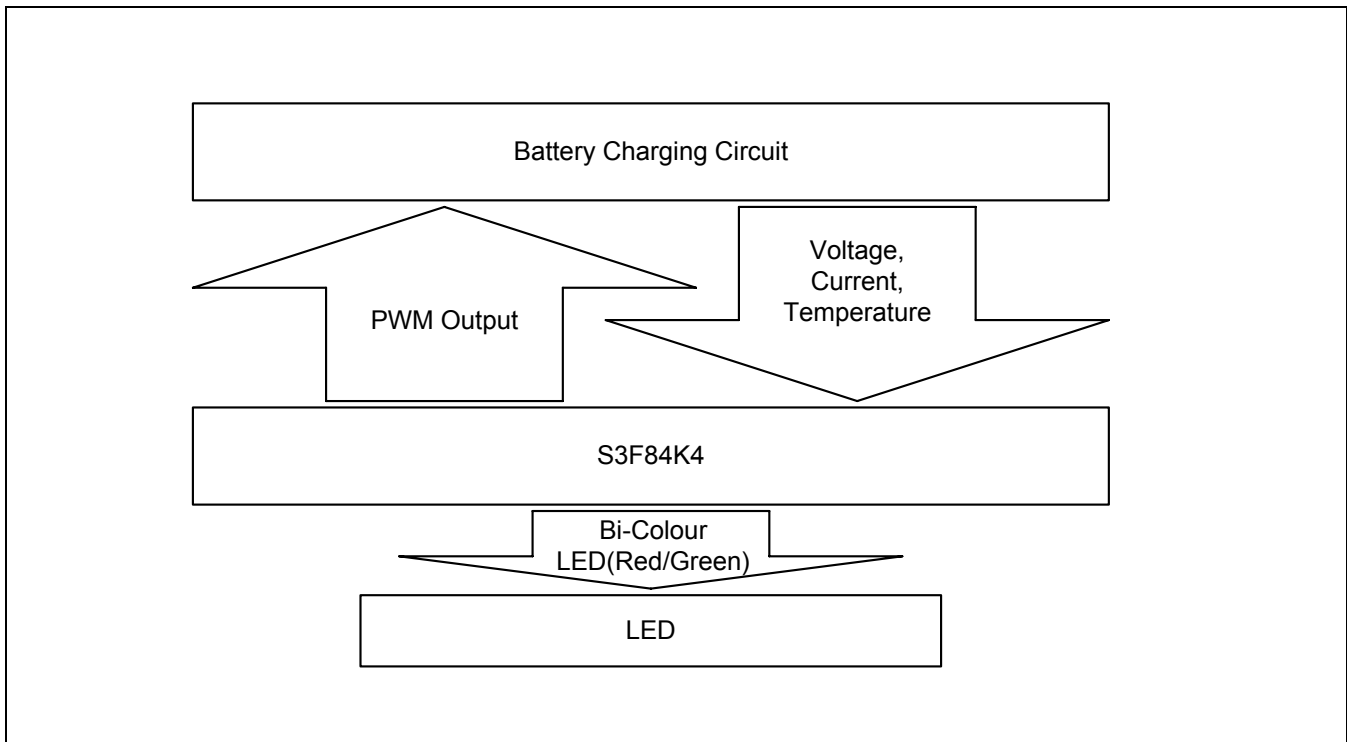 Battery Charging Circuit
PWM Output
Voltage,
Current,
Temperature
S3F84K4
Bi-Colour
LED(Red/Green)
LED